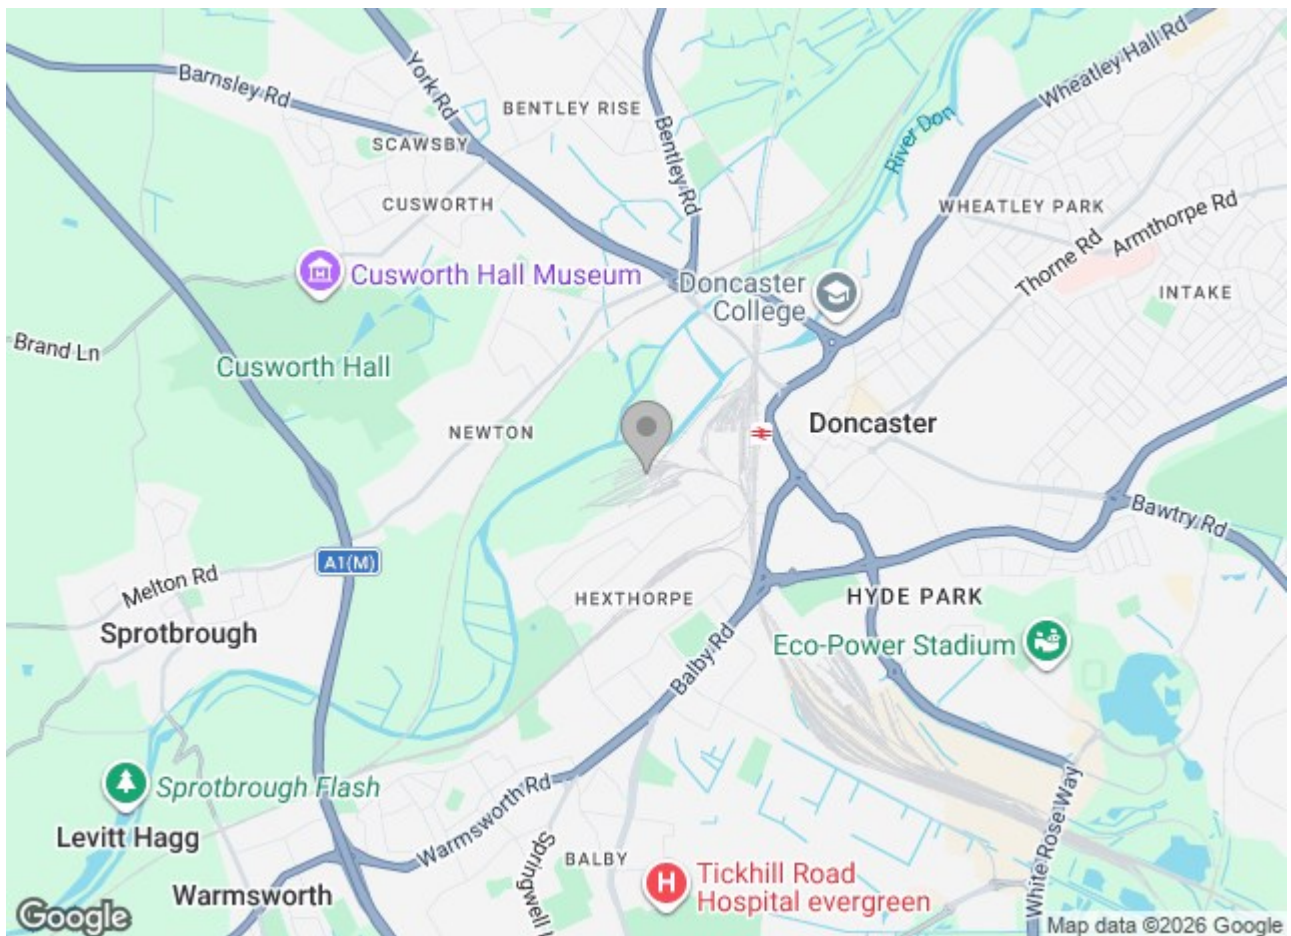 Barnsley Rd
York Rd
BENTLEY RISE
Bentley Rd
Wheatley Hall Rd
River Don
SCAWSBY
CUSWORTH
WHEATLEY PARK
Armthorpe Rd
Thorne Rd
Cusworth Hall Museum
Doncaster
College
INTAKE
Brand Ln
Cusworth Hall
NEWTON
Doncaster
Bawtry Rd
A1(M)
Melton Rd
HEXTHORPE
HYDE PARK
Sprotbrough
Balby Rd
Eco-Power Stadium
Sprotbrough Flash
Levitt Hagg
Warmsworth Rd
White Rose Way
Springwell
BALBY
H
Tickhill Road
Hospital evergreen
Warmsworth
Google
Map data ©2026 Google